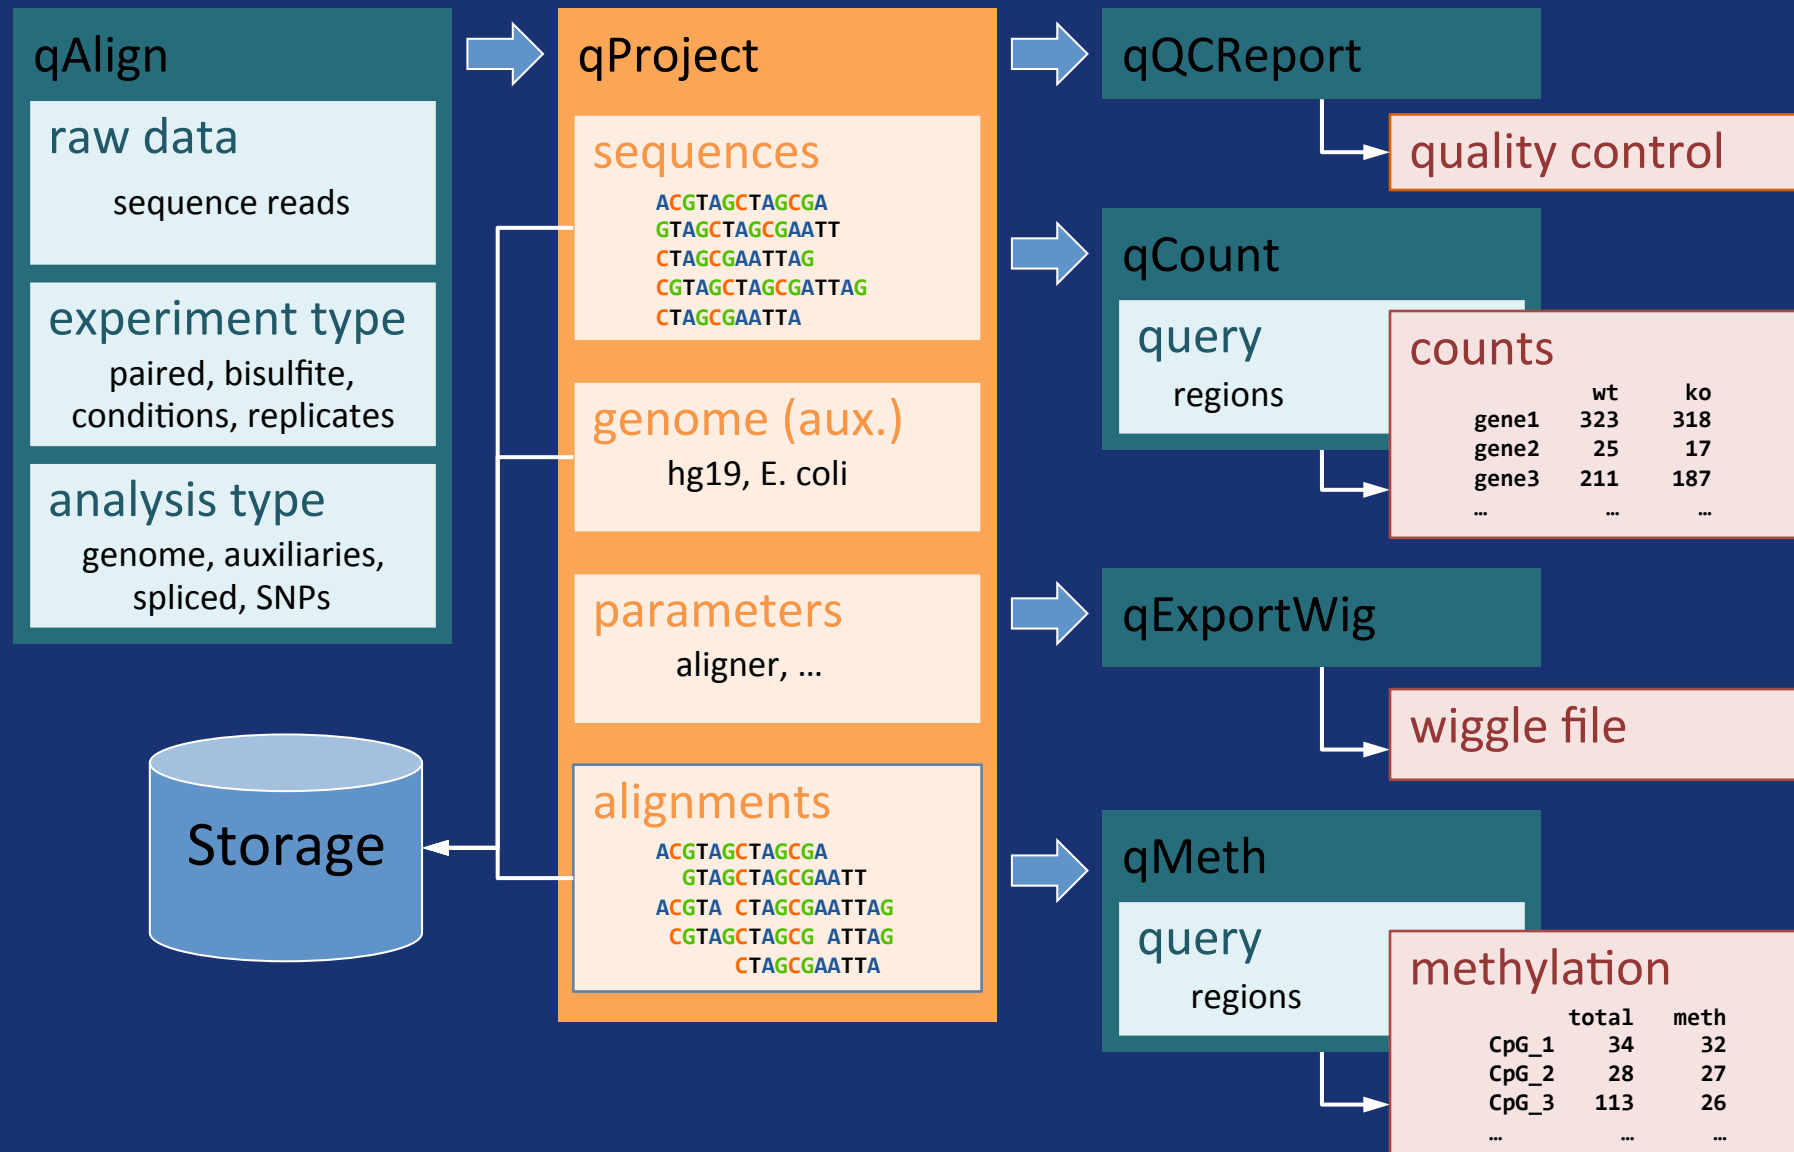 qAlign
raw data
sequence reads
experiment type
paired, bisulfite,
conditions, replicates
analysis type
genome, auxiliaries,
spliced, SNPs
Storage
qProject
sequences
ACGTAGCTAGCGA
GTAGCTAGCGAATT
CTAGCGAATTAG
CGTAGCTAGCGATTAG
CTAGCGAATTA
genome (aux.)
hg19, E. coli
parameters
aligner, ...
alignments
ACGTAGCTAGCGA
GTAGCTAGCGAATT
ACGTA CTAGCGAATTAG
CGTAGCTAGCG ATTAG
CTAGCGAATTA
qQCReport
quality control
qCount
query
regions
counts
wt ko
gene1 323 318
gene2 25 17
gene3 211 187
… … …
qExportWig
wiggle file
qMeth
query
regions
methylation
total meth
CpG_1 34 32
CpG_2 28 27
CpG_3 113 26
… … …